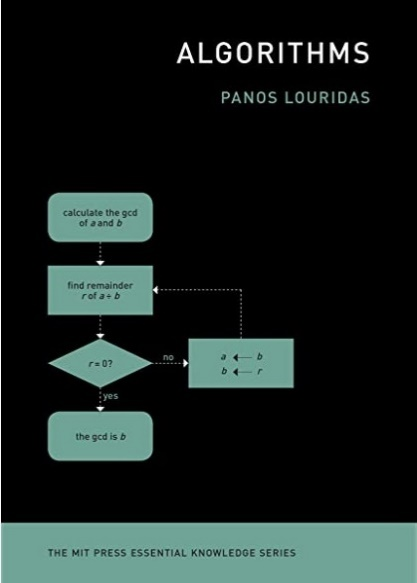 ALGORITHMS
PANOS LOURIDAS
calculate the gcd
of a and b
find remainder
r of a ÷ b
r = 0?
no
a ← b
b ← r
yes
the gcd is b
THE MIT PRESS ESSENTIAL KNOWLEDGE SERIES